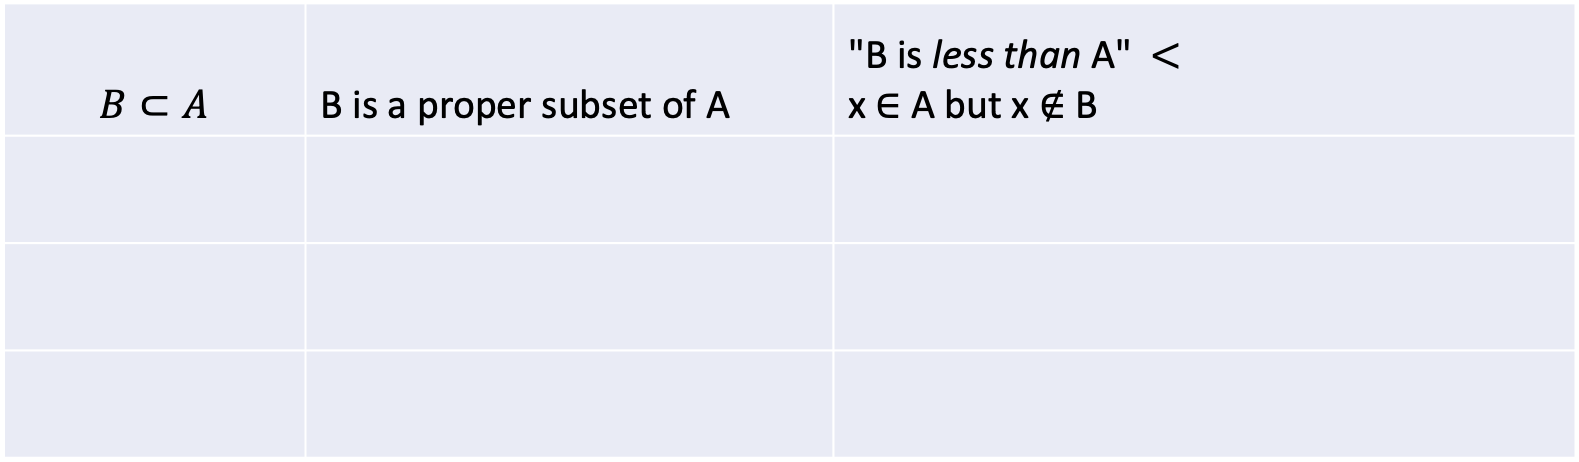 B ⊂ A
B is a proper subset of A
"B is less than A" <
x ∈ A but x ∉ B